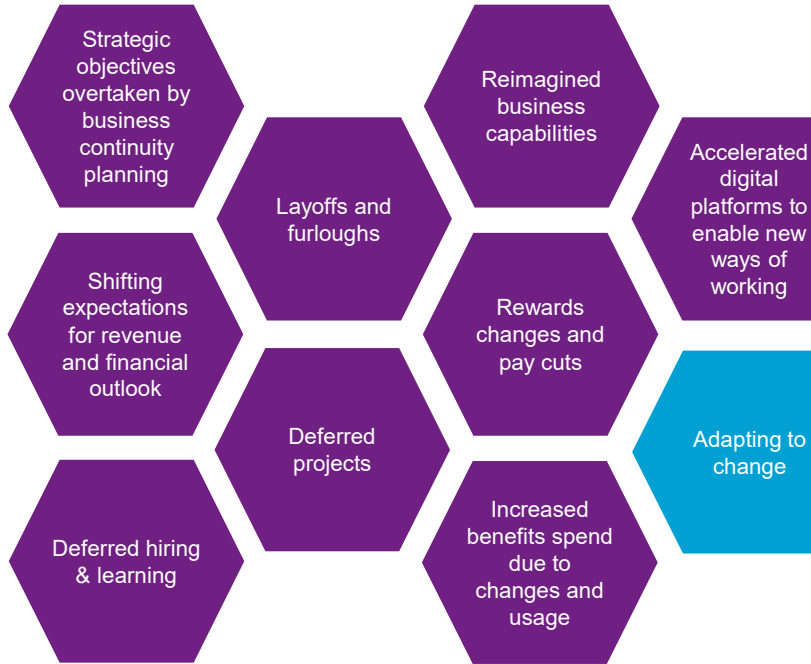 Strategic
objectives
overtaken by
business
continuity
planning
Reimagined
business
capabilities
Layoffs and
furloughs
Accelerated
digital
platforms to
enable new
ways of
working
Shifting
expectations
for revenue
and financial
outlook
Rewards
changes and
pay cuts
Deferred
projects
Adapting to
change
Deferred hiring
& learning
Increased
benefits spend
due to
changes and
usage